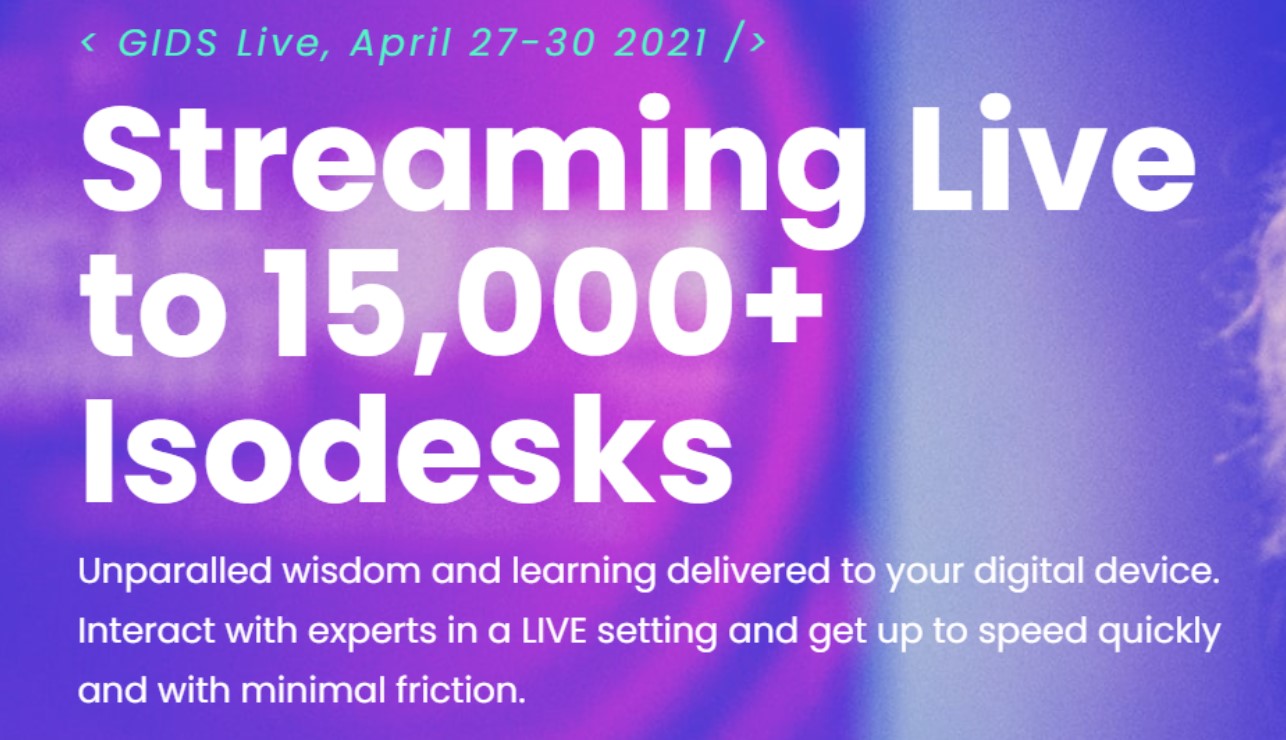 < GIDS Live, April 27-30 2021 />
Streaming Live
to 15,000+
Isodesks
Unparalled wisdom and learning delivered to your digital device.
Interact with experts in a LIVE setting and get up to speed quickly
and with minimal friction.